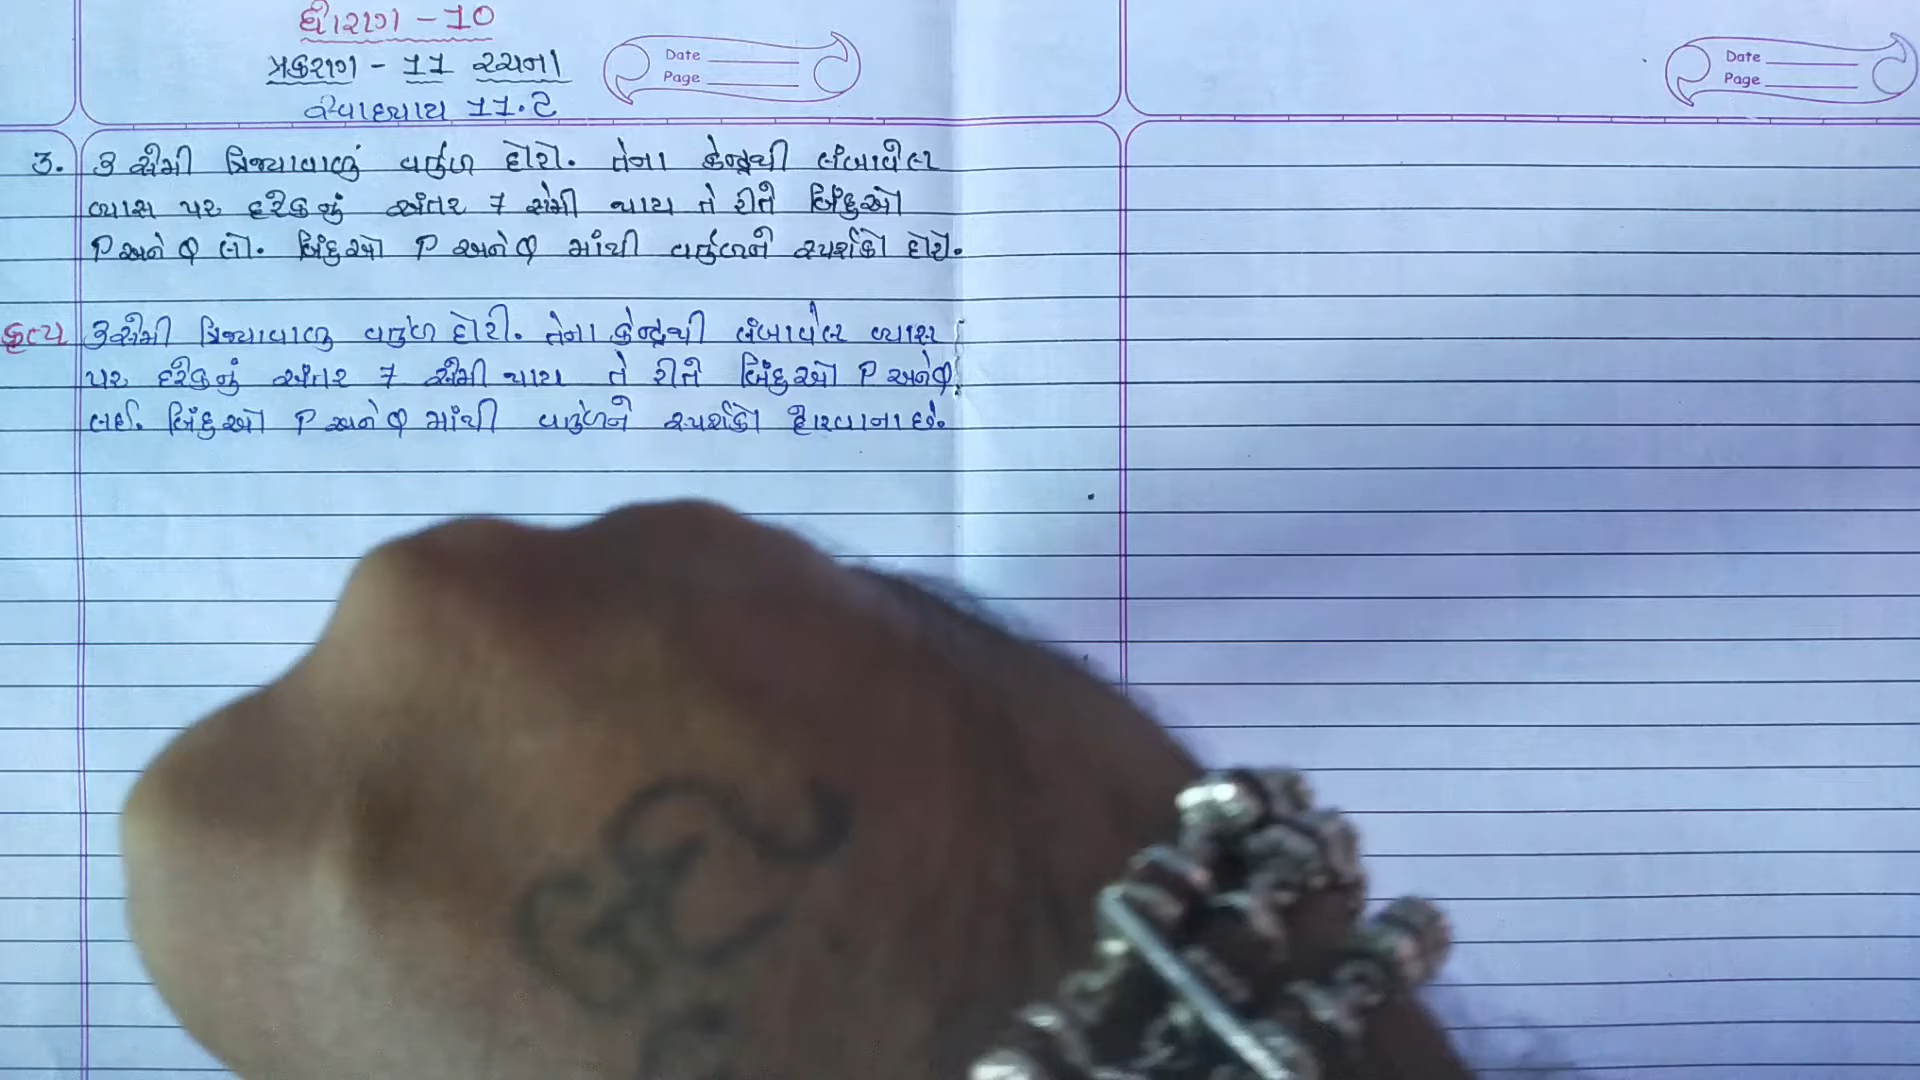 ધોરણ - 10
પ્રકરણ - 11 રચના
સ્વાધ્યાય 11.2
Date
Page
Date
Page
3. 3 સેમી ત્રિજ્યાવાળું વર્તુળ દોરો. તેના કેન્દ્રથી લંબાવેલ
વ્યાસ પર દરેકનું અંતર 7 સેમી થાય તે રીતે બિંદુઓ
P અને Q લો. બિંદુઓ P અને Q માંથી વર્તુળને સ્પર્શકો દોરો.
કૃત્ય 3 સેમી ત્રિજ્યાવાળુ વર્તુળ દોરી. તેના કેન્દ્રથી લંબાવેલ વ્યાસ
પર દરેકનું અંતર 7 સેમી થાય તે રીતે બિંદુઓ P અને Q
લઈ. બિંદુઓ P અને Q માંથી વર્તુળને સ્પર્શકો દોરવાના છે.